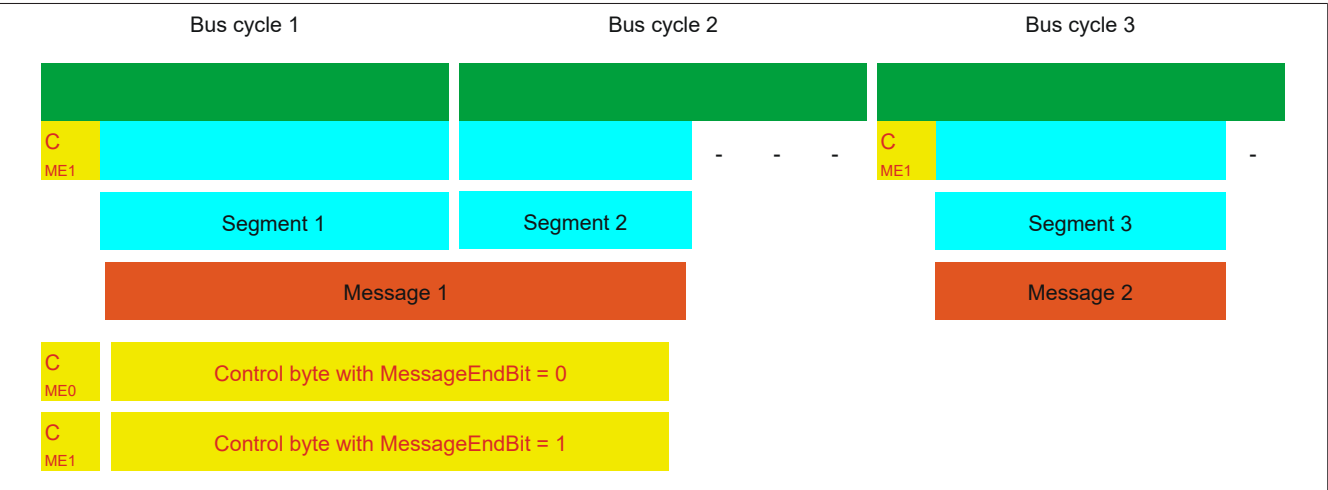 Bus cycle 1 Bus cycle 2 Bus cycle 3
C - - - C -
ME1 ME1
Segment 1 Segment 2 Segment 3
Message 1 Message 2
C
ME0
Control byte with MessageEndBit = 0
C
ME1
Control byte with MessageEndBit = 1